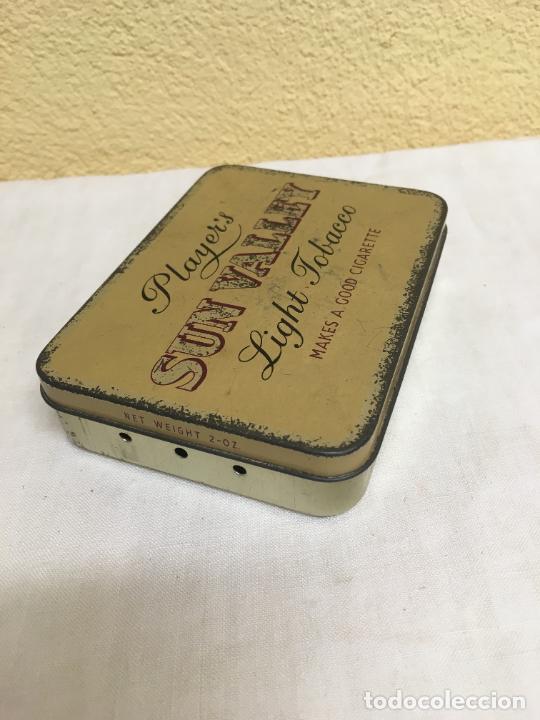 Player's
SUN VALLEY
Light Tobacco
MAKES A GOOD CIGARETTE
NET WEIGHT 2-OZ.
todocoleccion